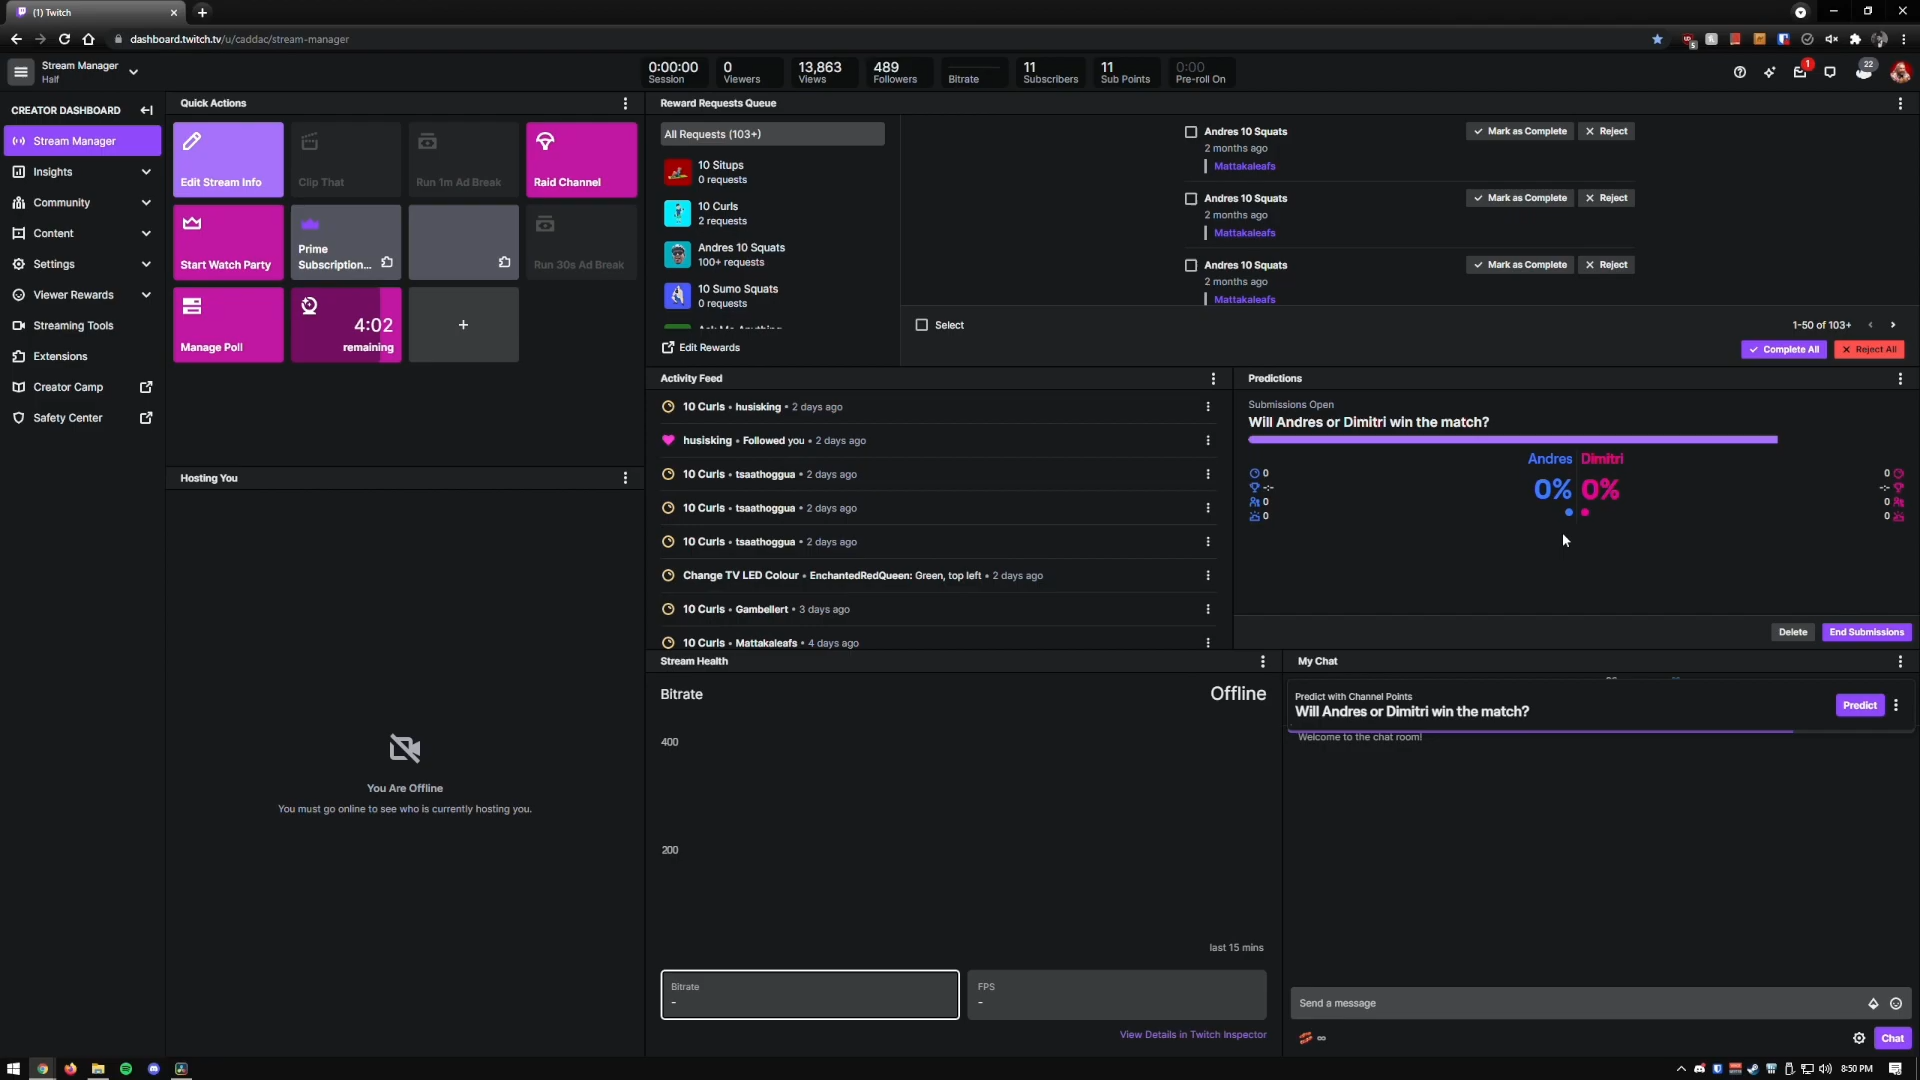 (1) Twitch
dashboard.twitch.tv/u/caddac/stream-manager
Stream Manager
Half
0:00:00
Session
0
Viewers
13,863
Views
489
Followers
Bitrate
11
Subscribers
11
Sub Points
0:00
Pre-roll On
1
22
CREATOR DASHBOARD
Stream Manager
Insights
Community
Content
Settings
Viewer Rewards
Streaming Tools
Extensions
Creator Camp
Safety Center
Quick Actions
Edit Stream Info
Clip That
Run 1m Ad Break
Raid Channel
Start Watch Party
Prime
Subscription...
Run 30s Ad Break
Manage Poll
4:02
remaining
+
Hosting You
You Are Offline
You must go online to see who is currently hosting you.
Reward Requests Queue
All Requests (103+)
10 Situps
0 requests
10 Curls
2 requests
Andres 10 Squats
100+ requests
10 Sumo Squats
0 requests
Edit Rewards
Andres 10 Squats
2 months ago
Mattakaleafs
Mark as Complete
Reject
Andres 10 Squats
2 months ago
Mattakaleafs
Mark as Complete
Reject
Andres 10 Squats
2 months ago
Mattakaleafs
Mark as Complete
Reject
Select
1-50 of 103+
Complete All
Reject All
Activity Feed
10 Curls • husisking • 2 days ago
husisking • Followed you • 2 days ago
10 Curls • tsaathoggua • 2 days ago
10 Curls • tsaathoggua • 2 days ago
10 Curls • tsaathoggua • 2 days ago
Change TV LED Colour • EnchantedRedQueen: Green, top left • 2 days ago
10 Curls • Gambellert • 3 days ago
10 Curls • Mattakaleafs • 4 days ago
Predictions
Submissions Open
Will Andres or Dimitri win the match?
Andres Dimitri
0% 0%
0
-:-
0
0
0
-:-
0
0
Delete
End Submissions
Stream Health
Bitrate
Offline
400
200
last 15 mins
Bitrate
-
FPS
-
View Details in Twitch Inspector
My Chat
Predict with Channel Points
Will Andres or Dimitri win the match?
Predict
Welcome to the chat room!
Send a message
∞
Chat
8:50 PM